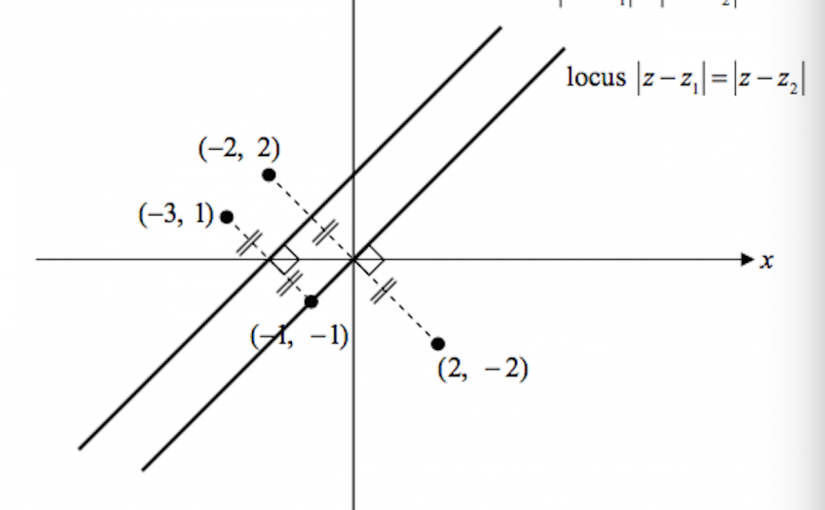 locus |z−z₁|=|z−z₂|
(−2, 2)
(−3, 1)
x
(−1, −1)
(2, −2)